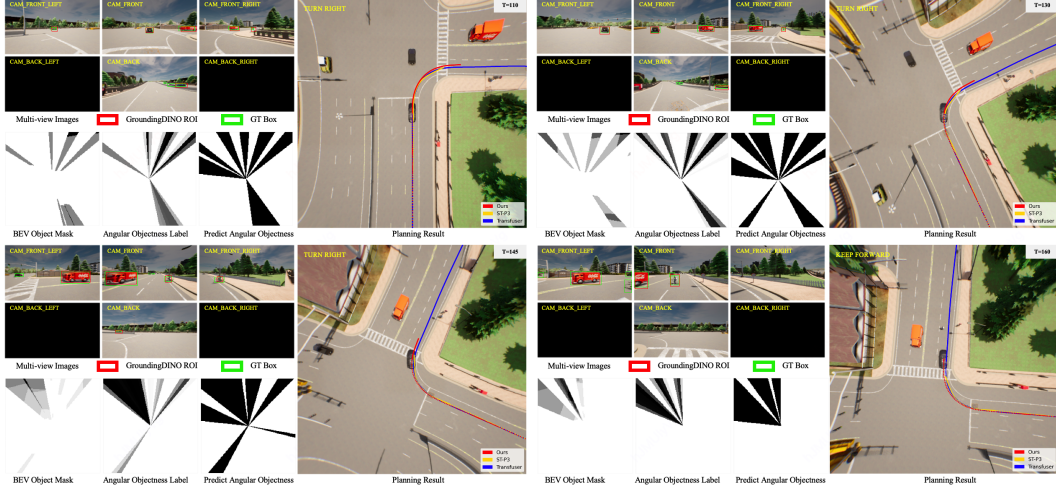 CAM_FRONT_LEFT
CAM_FRONT
CAM_FRONT_RIGHT
CAM_BACK_LEFT
CAM_BACK
CAM_BACK_RIGHT
Multi-view Images
GroundingDINO ROI
GT Box
BEV Object Mask
Angular Objectness Label
Predict Angular Objectness
TURN RIGHT
T=110
Ours
ST-P3
Transfuser
Planning Result
CAM_FRONT_LEFT
CAM_FRONT
CAM_FRONT_RIGHT
CAM_BACK_LEFT
CAM_BACK
CAM_BACK_RIGHT
Multi-view Images
GroundingDINO ROI
GT Box
BEV Object Mask
Angular Objectness Label
Predict Angular Objectness
TURN RIGHT
T=130
Ours
ST-P3
Transfuser
Planning Result
CAM_FRONT_LEFT
CAM_FRONT
CAM_FRONT_RIGHT
CAM_BACK_LEFT
CAM_BACK
CAM_BACK_RIGHT
Multi-view Images
GroundingDINO ROI
GT Box
BEV Object Mask
Angular Objectness Label
Predict Angular Objectness
TURN RIGHT
T=145
Ours
ST-P3
Transfuser
Planning Result
CAM_FRONT_LEFT
CAM_FRONT
CAM_FRONT_RIGHT
CAM_BACK_LEFT
CAM_BACK
CAM_BACK_RIGHT
Multi-view Images
GroundingDINO ROI
GT Box
BEV Object Mask
Angular Objectness Label
Predict Angular Objectness
KEEP FORWARD
T=160
Ours
ST-P3
Transfuser
Planning Result